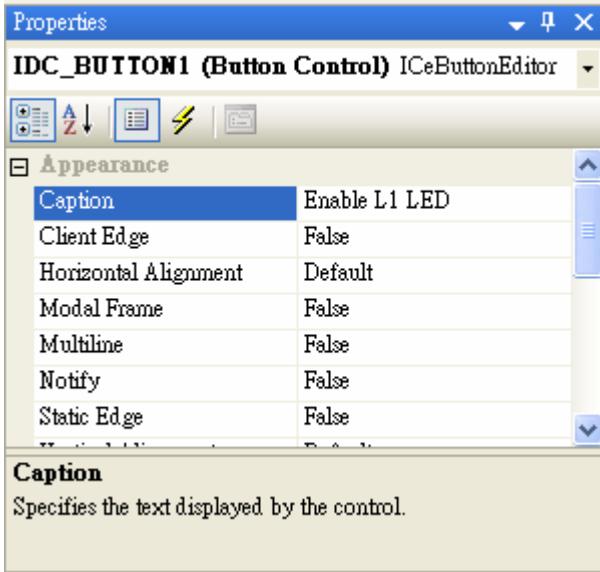 Properties
IDC_BUTTON1 (Button Control) ICeButtonEditor
Appearance
Caption Enable L1 LED
Client Edge False
Horizontal Alignment Default
Modal Frame False
Multiline False
Notify False
Static Edge False
Caption
Specifies the text displayed by the control.